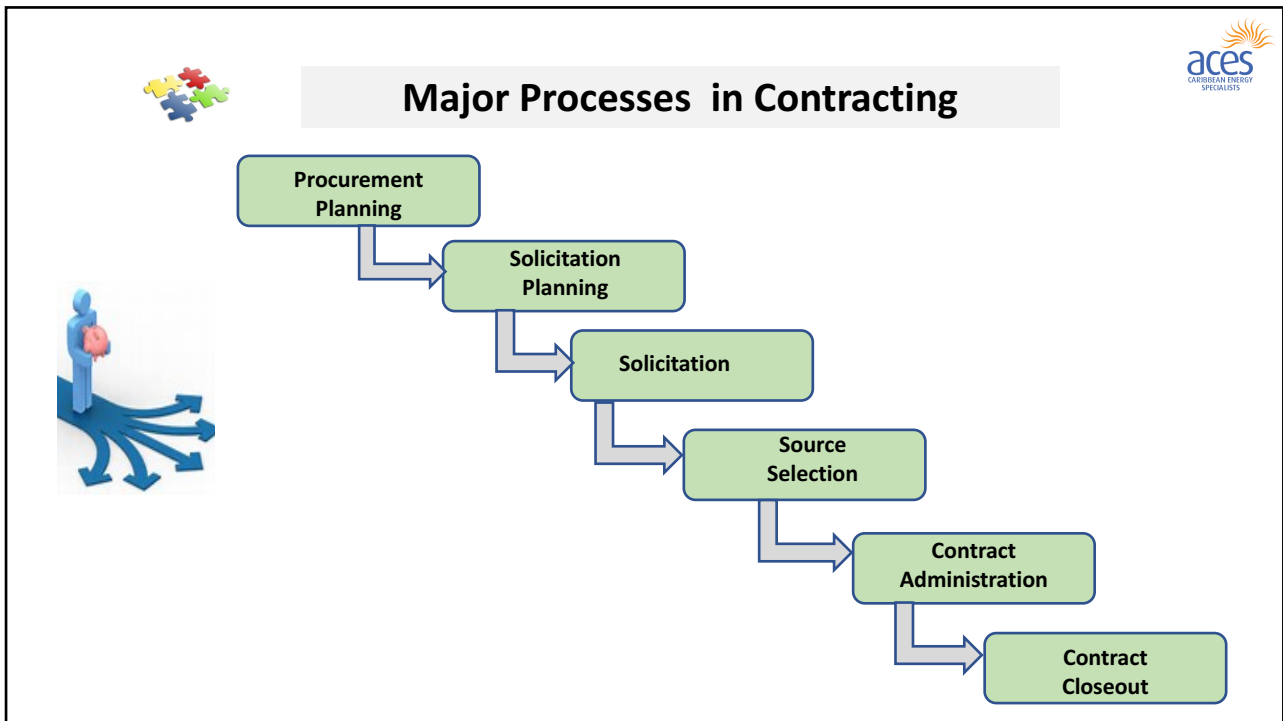 aces
CARIBBEAN ENERGY
SPECIALISTS
Major Processes in Contracting
Procurement
Planning
Solicitation
Planning
Solicitation
Source
Selection
Contract
Administration
Contract
Closeout